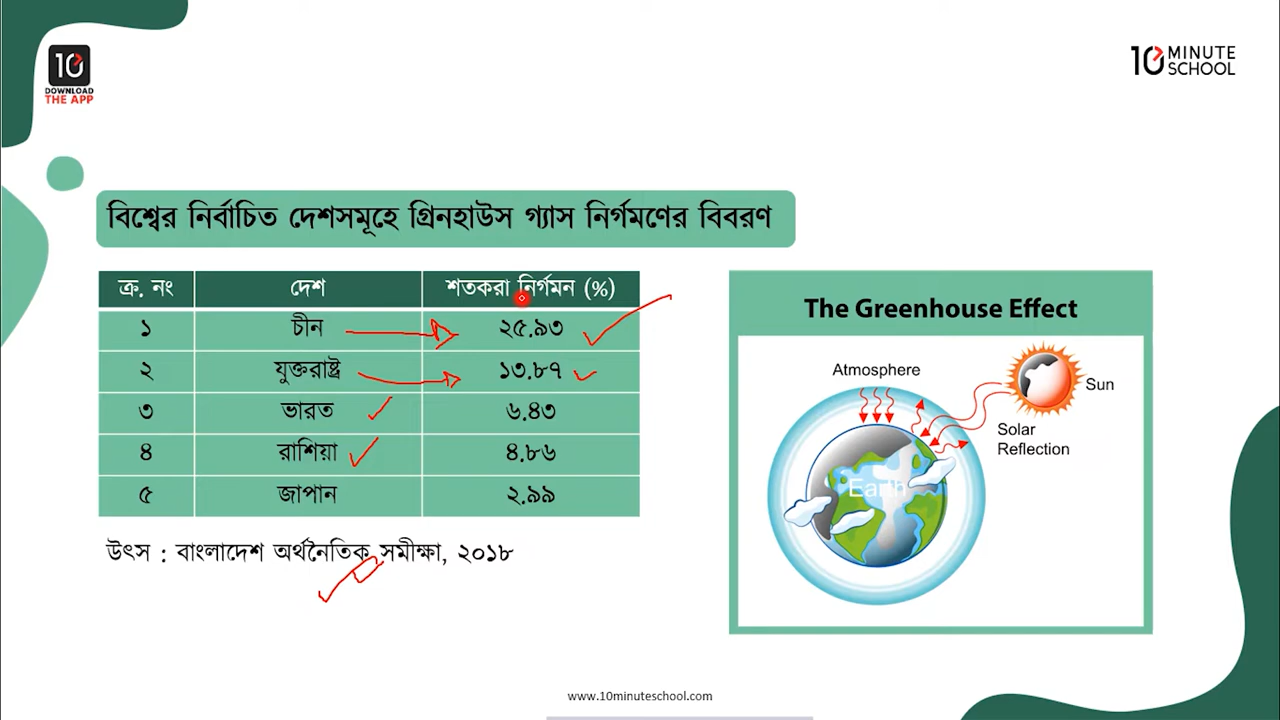 10
DOWNLOAD
THE APP
10 MINUTE
SCHOOL
বিশ্বের নির্বাচিত দেশসমূহে গ্রিনহাউস গ্যাস নির্গমণের বিবরণ
ক্র. নং দেশ শতকরা নির্গমন (%)
১ চীন ২৫.৯৩
২ যুক্তরাষ্ট্র ১৩.৮৭
৩ ভারত ৬.৪৩
৪ রাশিয়া ৪.৮৬
৫ জাপান ২.৯৯
উৎস : বাংলাদেশ অর্থনৈতিক সমীক্ষা, ২০১৮
The Greenhouse Effect
Atmosphere
Sun
Solar
Reflection
Earth
www.10minuteschool.com